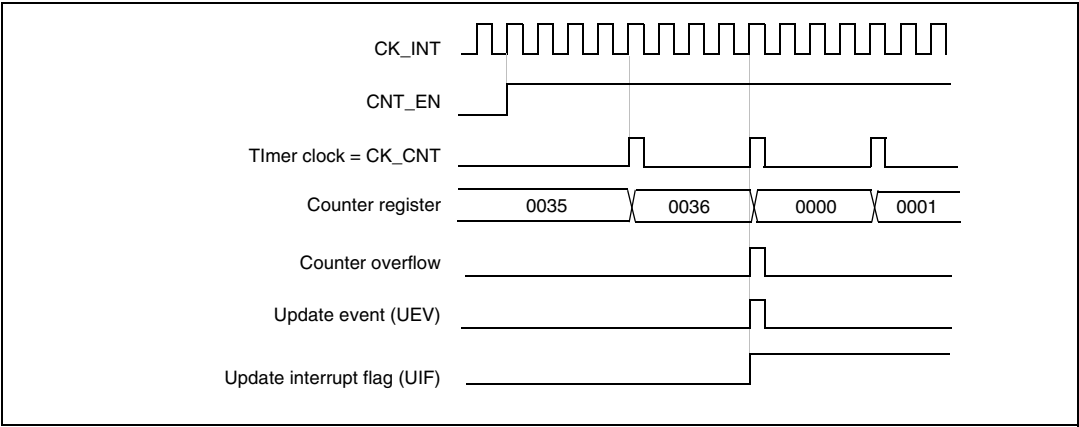 CK_INT
CNT_EN
TImer clock = CK_CNT
Counter register
0035
0036
0000
0001
Counter overflow
Update event (UEV)
Update interrupt flag (UIF)